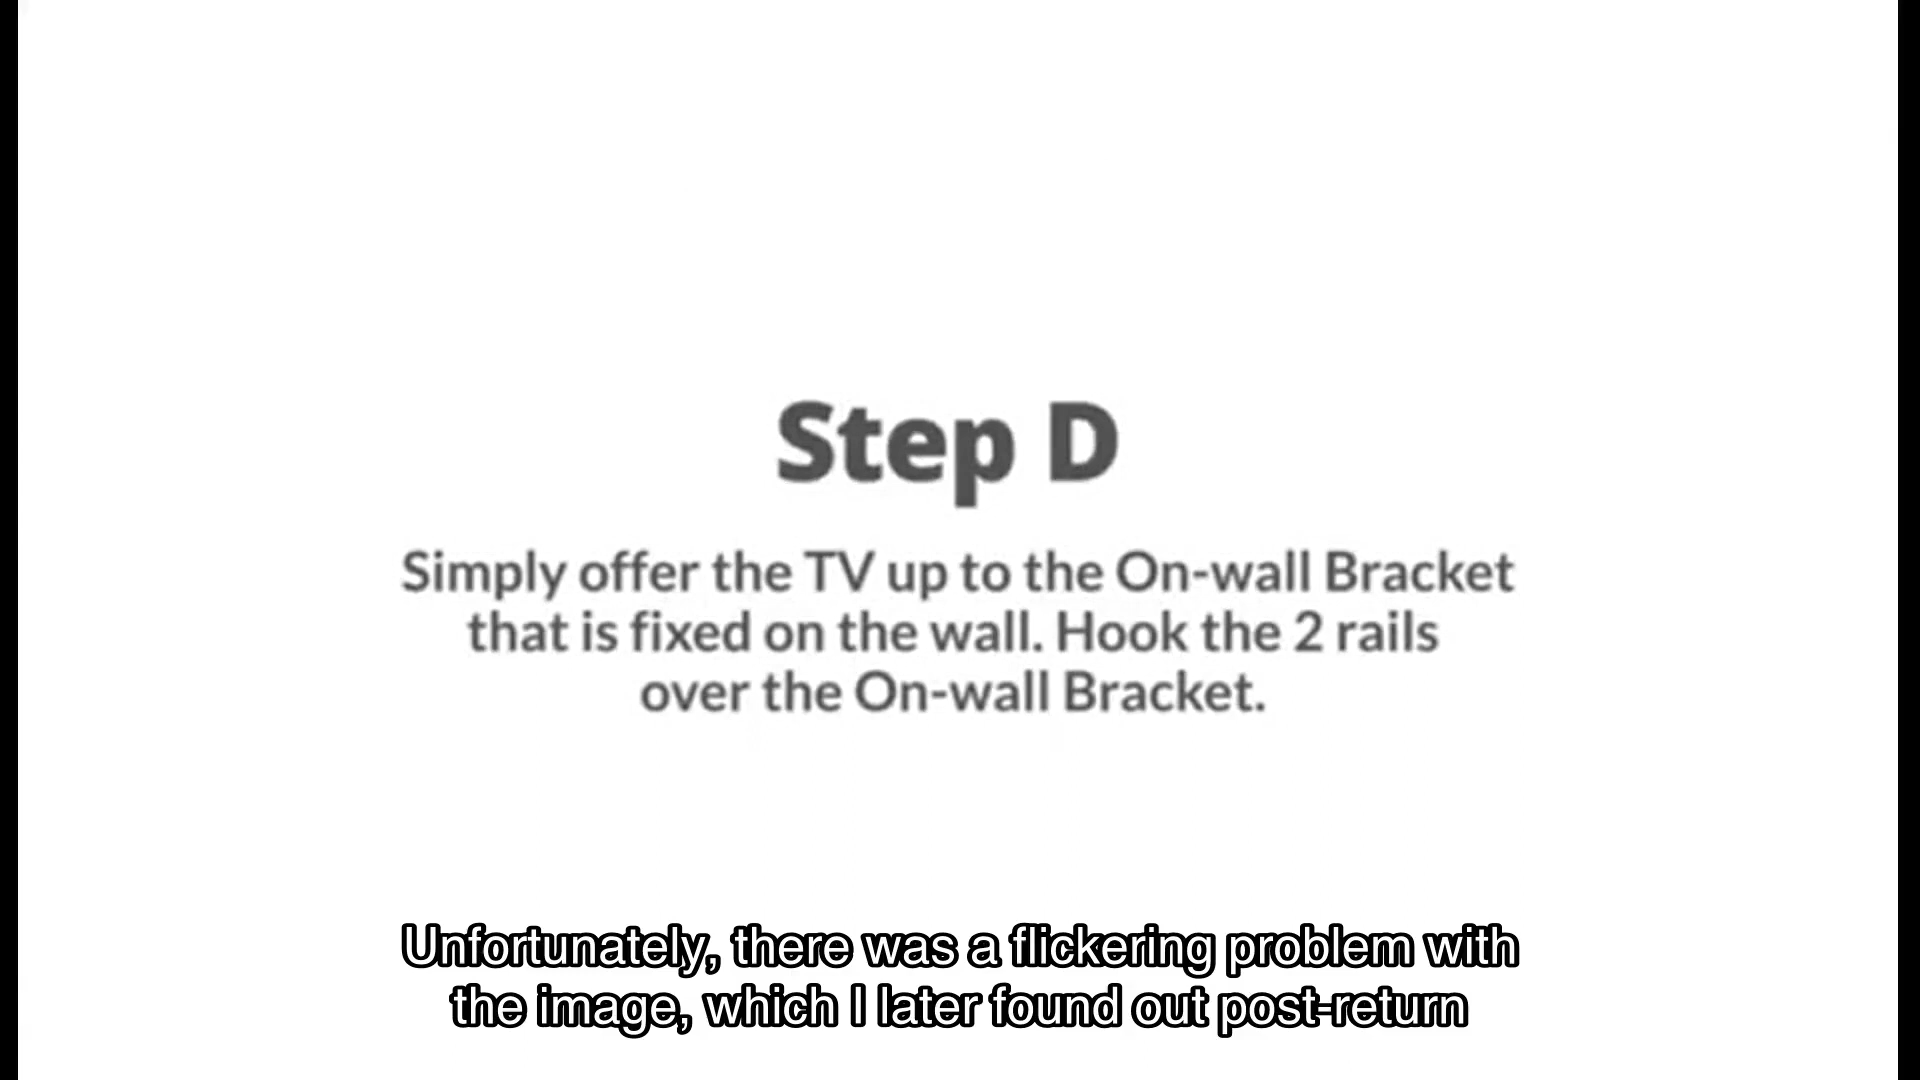 Step D
Simply offer the TV up to the On-wall Bracket
that is fixed on the wall. Hook the 2 rails
over the On-wall Bracket.
Unfortunately, there was a flickering problem with
the image, which I later found out post-return